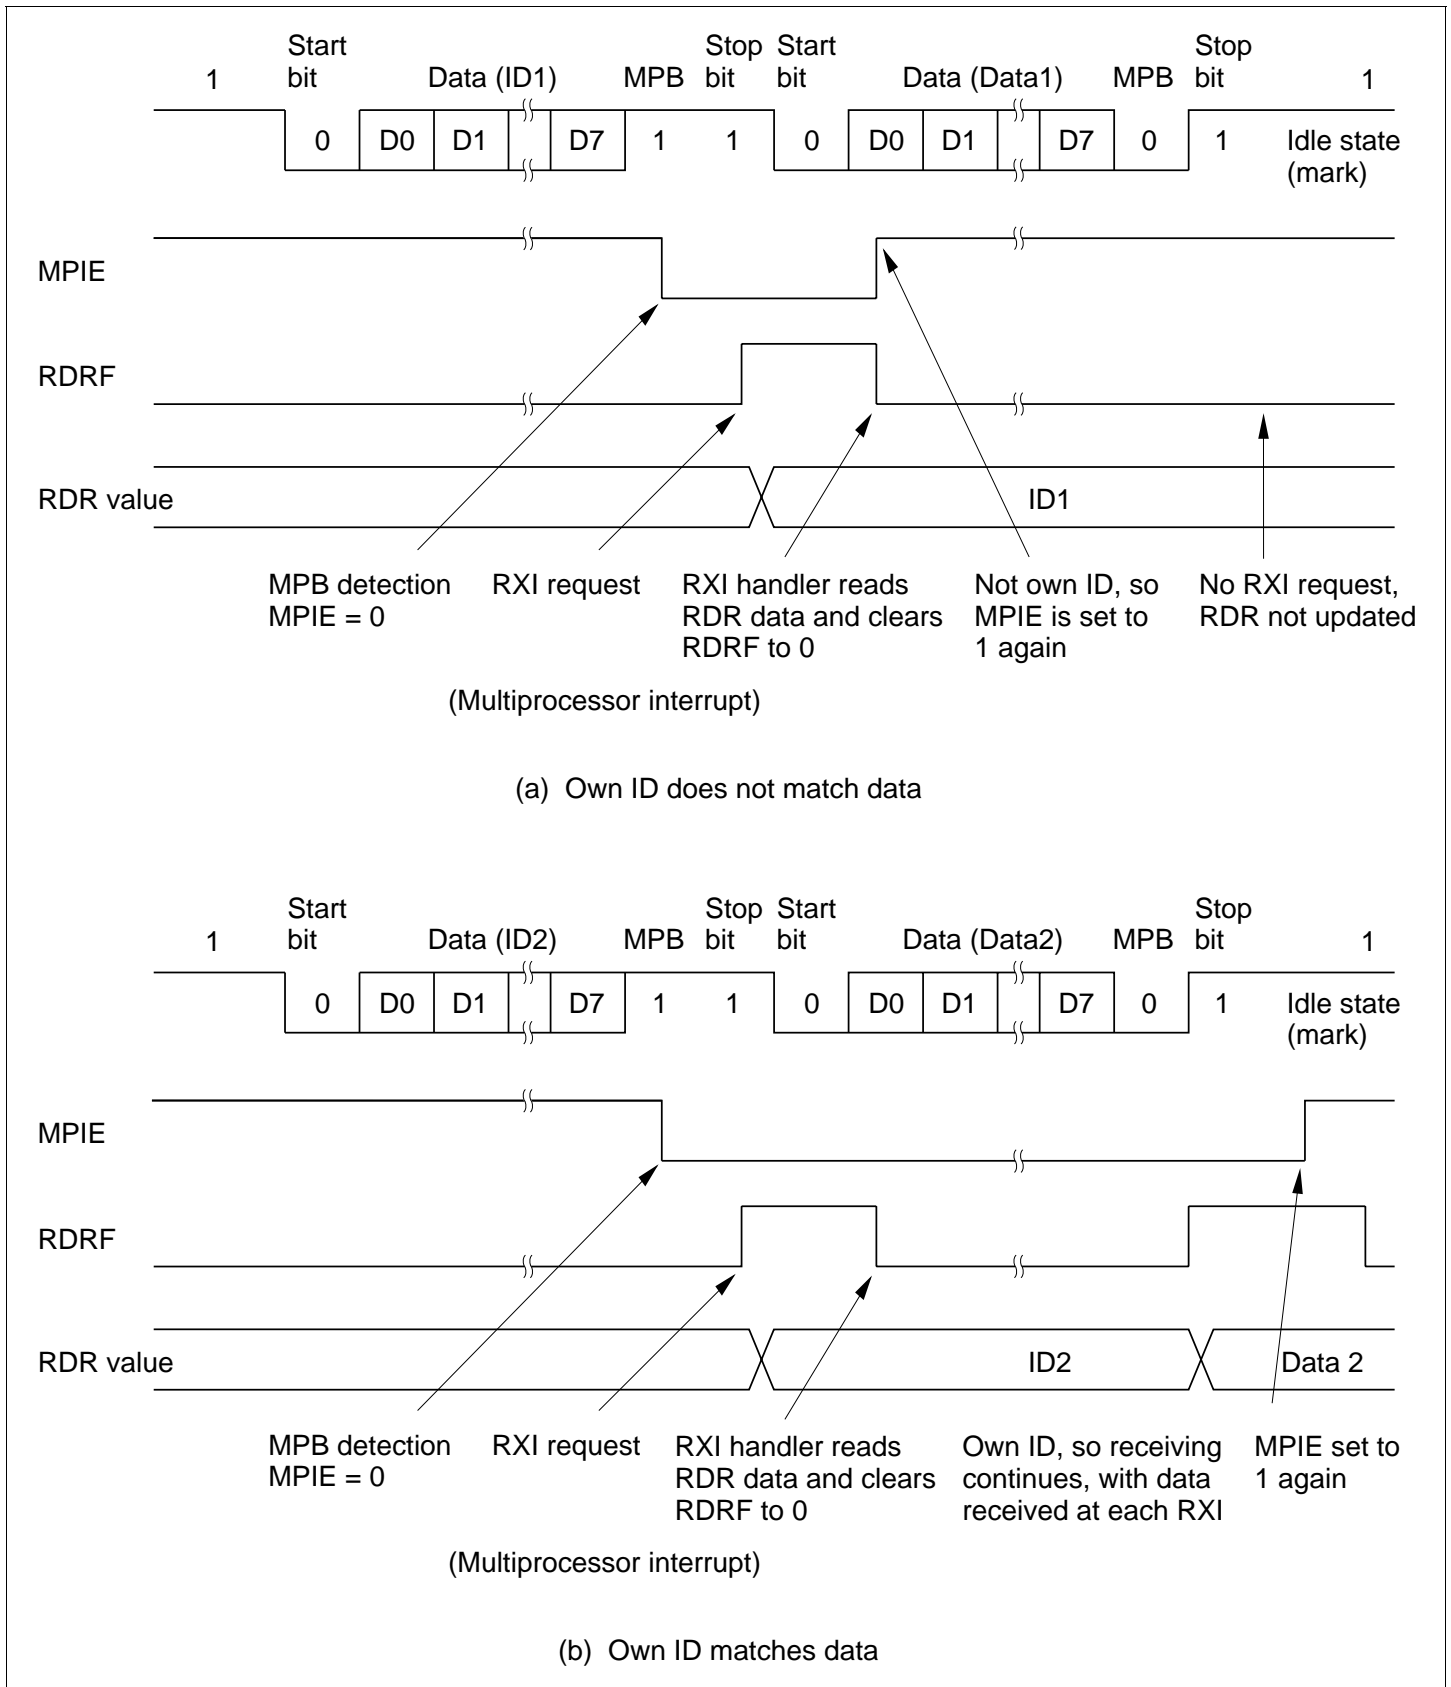 Start Stop Start Stop
1 bit Data (ID1) MPB bit bit Data (Data1) MPB bit 1
0 D0 D1 D7 1 1 0 D0 D1 D7 0 1 Idle state
(mark)
MPIE
RDRF
RDR value ID1
MPB detection
MPIE = 0
RXI request
RXI handler reads
RDR data and clears
RDRF to 0
Not own ID, so
MPIE is set to
1 again
No RXI request,
RDR not updated
(Multiprocessor interrupt)
(a) Own ID does not match data
Start Stop Start Stop
1 bit Data (ID2) MPB bit bit Data (Data2) MPB bit 1
0 D0 D1 D7 1 1 0 D0 D1 D7 0 1 Idle state
(mark)
MPIE
RDRF
RDR value ID2 Data 2
MPB detection
MPIE = 0
RXI request
RXI handler reads
RDR data and clears
RDRF to 0
Own ID, so receiving
continues, with data
received at each RXI
MPIE set to
1 again
(Multiprocessor interrupt)
(b) Own ID matches data